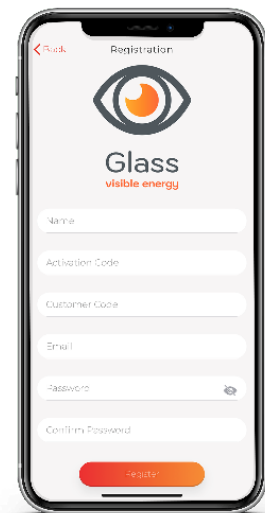 Back
Registration
Glass
visible energy
Name
Activation Code
Customer Code
Email
Password
Confirm Password
Register